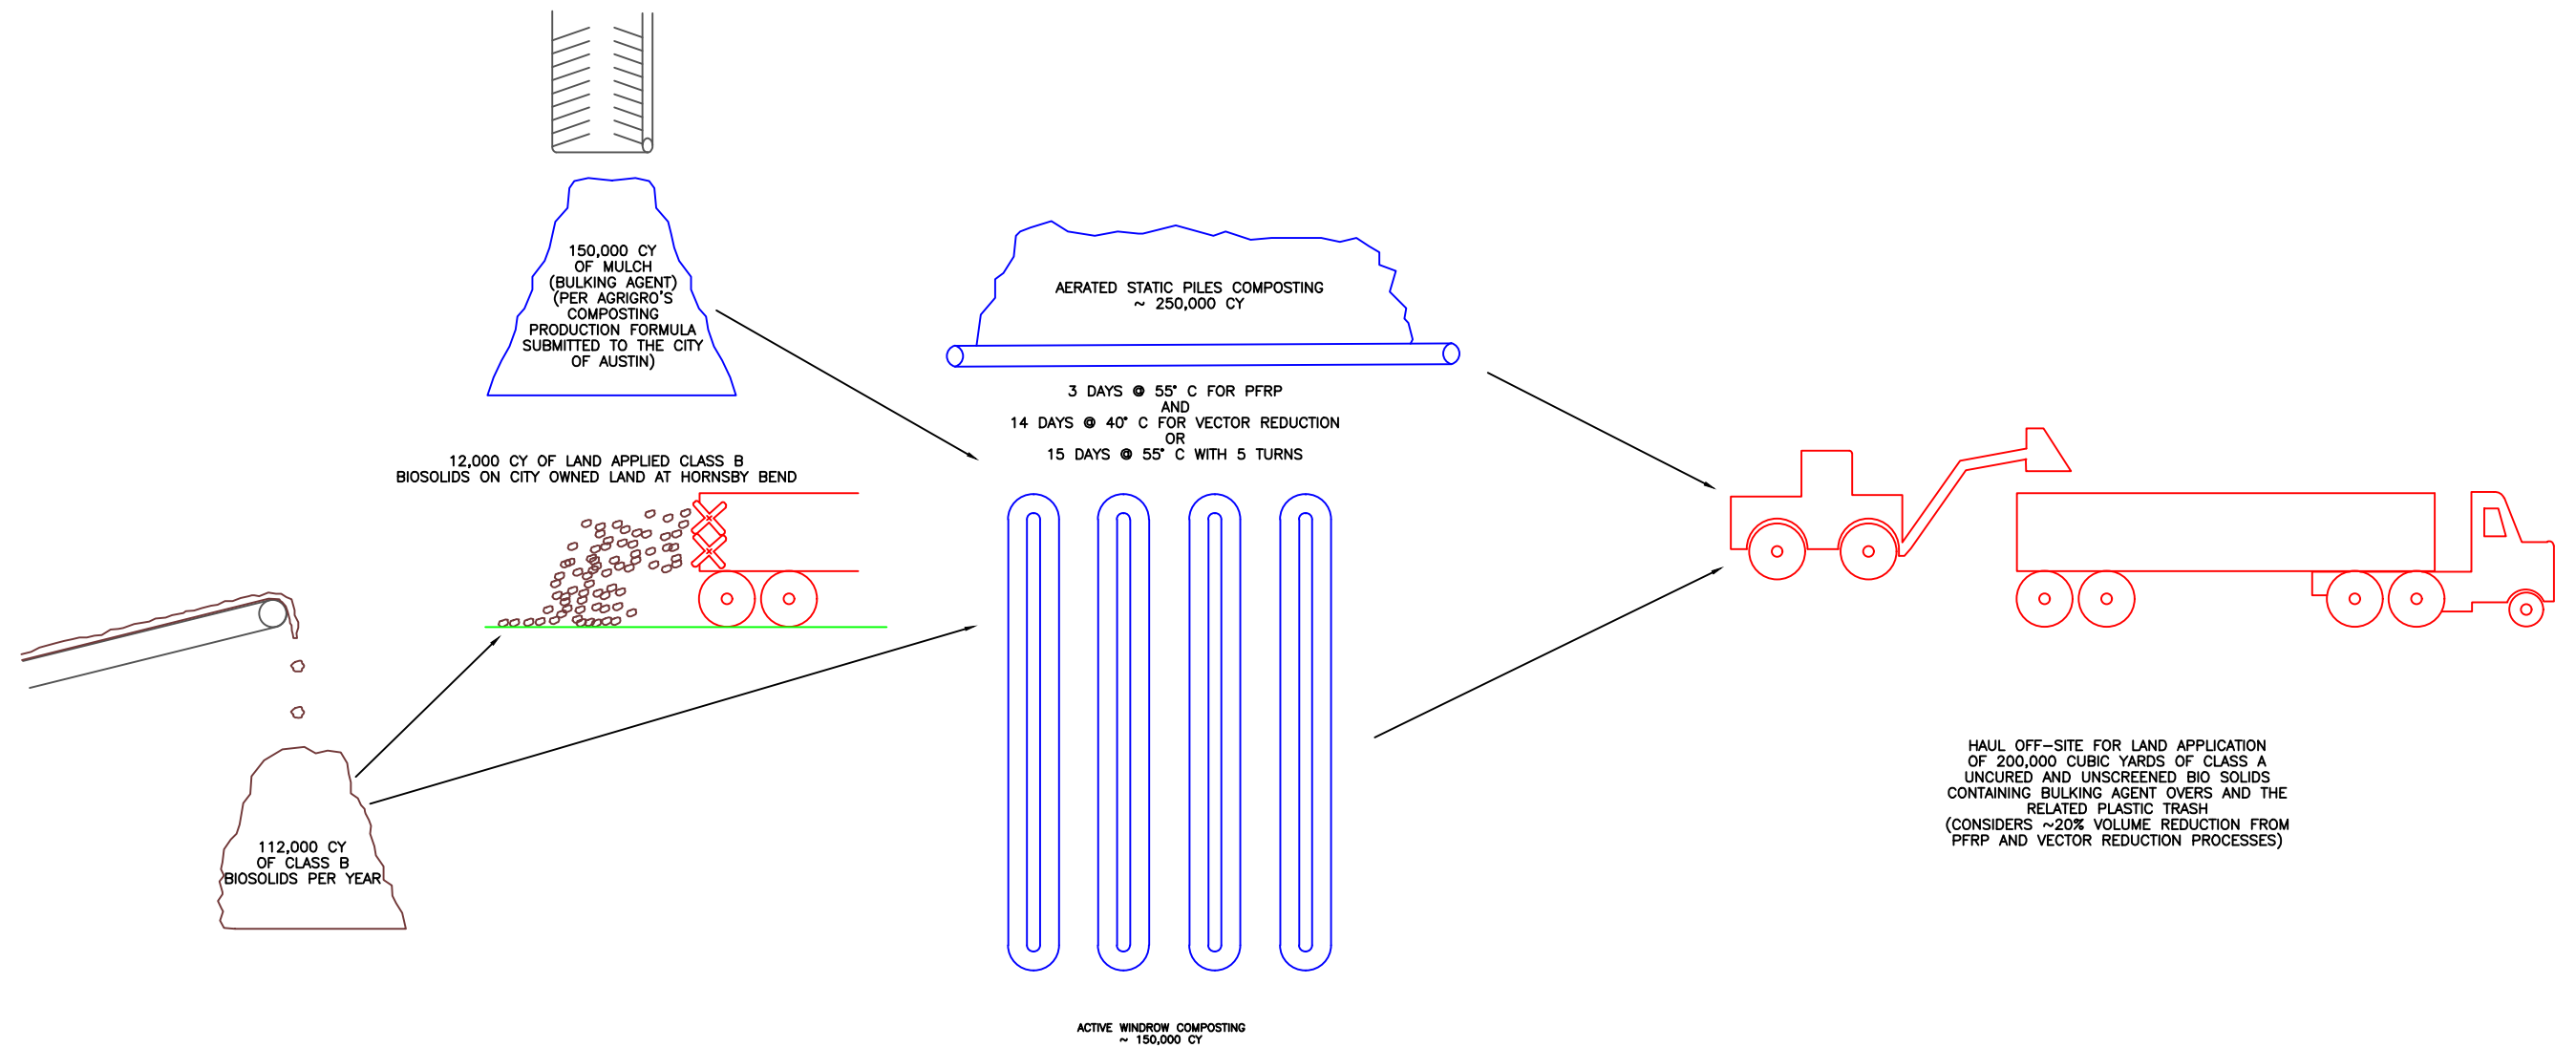 150,000 CY
OF MULCH
(BULKING AGENT)
(PER AGRIGRO'S
COMPOSTING
PRODUCTION FORMULA
SUBMITTED TO THE CITY
OF AUSTIN)
AERATED STATIC PILES COMPOSTING
~ 250,000 CY
3 DAYS @ 55° C FOR PFRP
AND
14 DAYS @ 40° C FOR VECTOR REDUCTION
OR
15 DAYS @ 55° C WITH 5 TURNS
12,000 CY OF LAND APPLIED CLASS B
BIOSOLIDS ON CITY OWNED LAND AT HORNSBY BEND
112,000 CY
OF CLASS B
BIOSOLIDS PER YEAR
HAUL OFF-SITE FOR LAND APPLICATION
OF 200,000 CUBIC YARDS OF CLASS A
UNCURED AND UNSCREENED BIO SOLIDS
CONTAINING BULKING AGENT OVERS AND THE
RELATED PLASTIC TRASH
(CONSIDERS ~20% VOLUME REDUCTION FROM
PFRP AND VECTOR REDUCTION PROCESSES)
ACTIVE WINDROW COMPOSTING
~ 150,000 CY